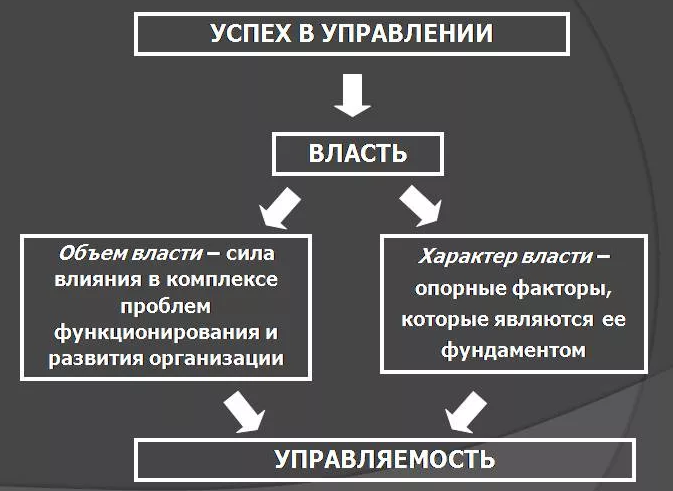 УСПЕХ В УПРАВЛЕНИИ
ВЛАСТЬ
Объем власти – сила
влияния в комплексе
проблем
функционирования и
развития организации
Характер власти –
опорные факторы,
которые являются ее
фундаментом
УПРАВЛЯЕМОСТЬ